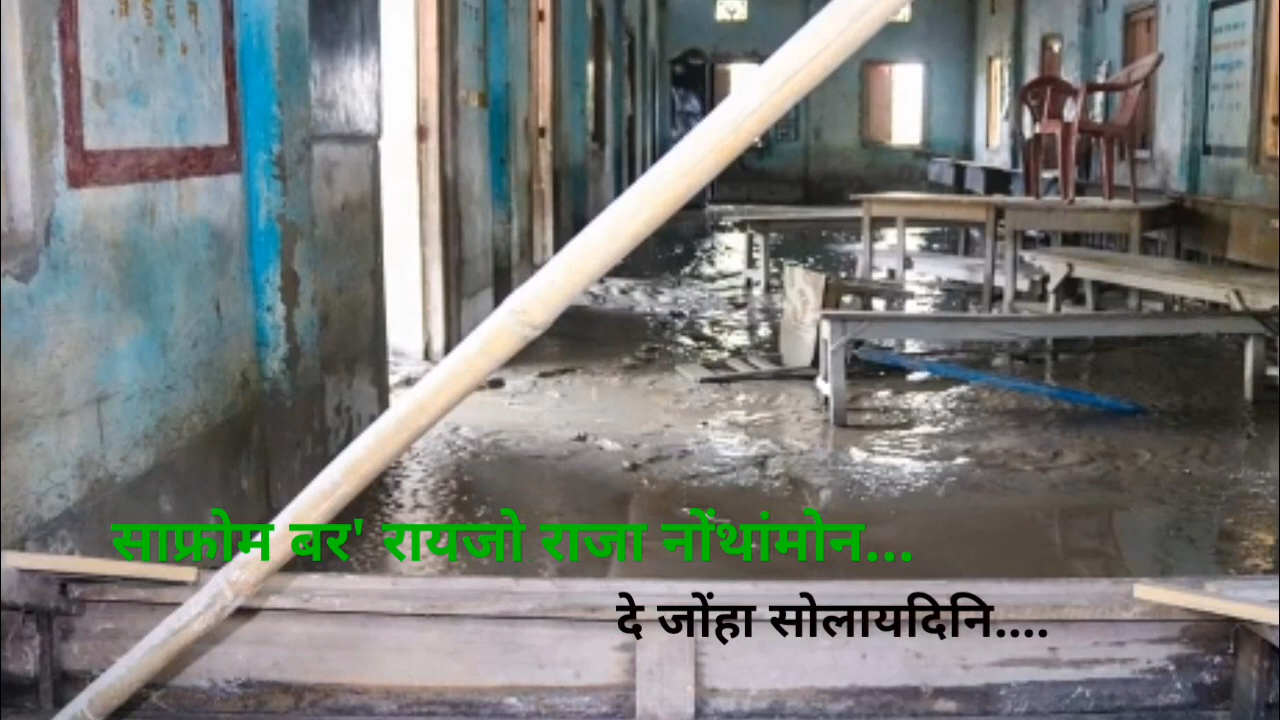 साफ्रोम बर' रायजो राजा नोंथांमोन...
दे जोंहा सोलायदिनि....